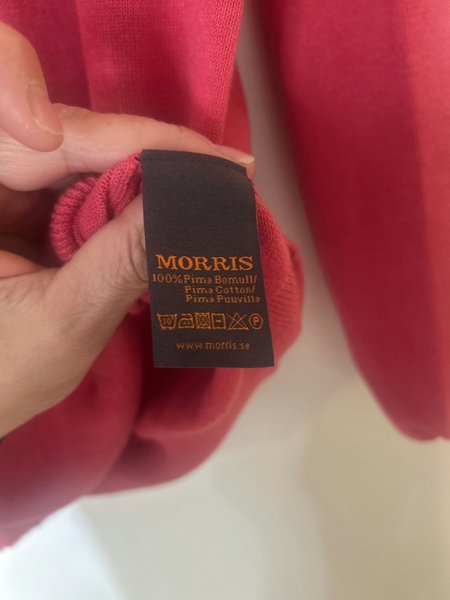 MORRIS
100% Pima Bomull/
Pima Cotton/
Pima Puuvilla
www.morris.se